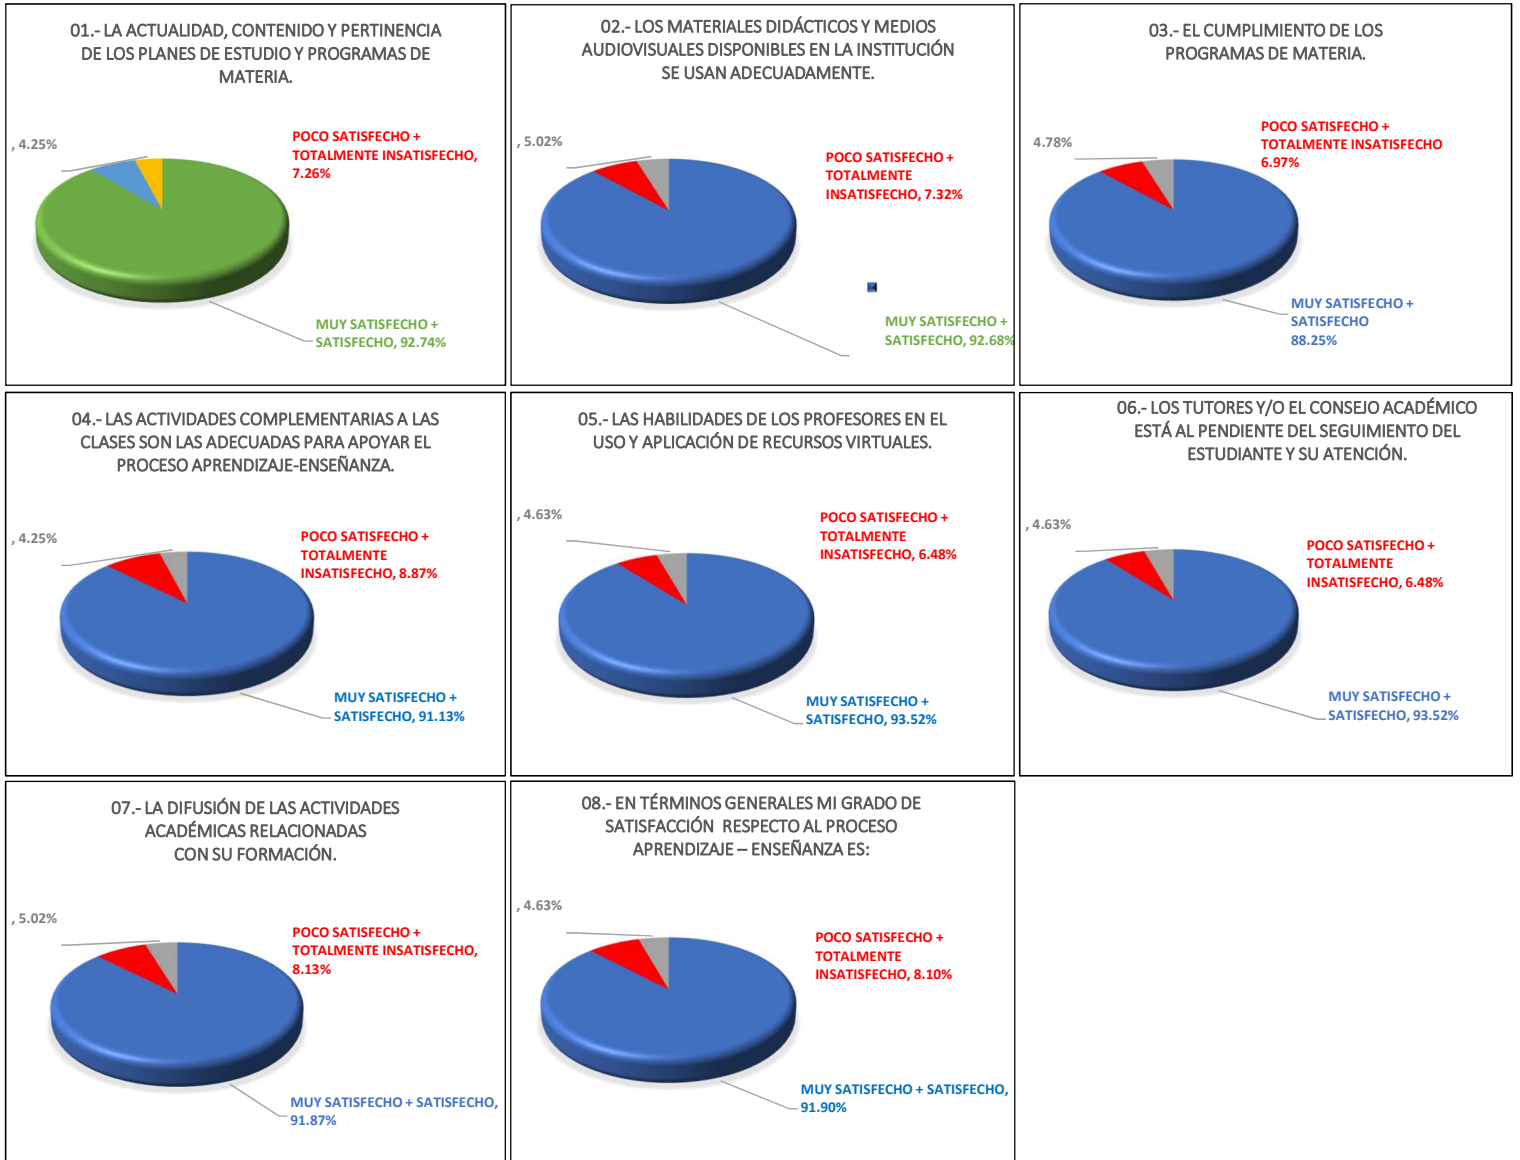 01.- LA ACTUALIDAD, CONTENIDO Y PERTINENCIA
DE LOS PLANES DE ESTUDIO Y PROGRAMAS DE
MATERIA.
, 4.25%
POCO SATISFECHO +
TOTALMENTE INSATISFECHO,
7.26%
MUY SATISFECHO +
SATISFECHO, 92.74%
02.- LOS MATERIALES DIDÁCTICOS Y MEDIOS
AUDIOVISUALES DISPONIBLES EN LA INSTITUCIÓN
SE USAN ADECUADAMENTE.
, 5.02%
POCO SATISFECHO +
TOTALMENTE
INSATISFECHO, 7.32%
MUY SATISFECHO +
SATISFECHO, 92.68%
03.- EL CUMPLIMIENTO DE LOS
PROGRAMAS DE MATERIA.
4.78%
POCO SATISFECHO +
TOTALMENTE INSATISFECHO
6.97%
MUY SATISFECHO +
SATISFECHO
88.25%
04.- LAS ACTIVIDADES COMPLEMENTARIAS A LAS
CLASES SON LAS ADECUADAS PARA APOYAR EL
PROCESO APRENDIZAJE-ENSEÑANZA.
, 4.25%
POCO SATISFECHO +
TOTALMENTE
INSATISFECHO, 8.87%
MUY SATISFECHO +
SATISFECHO, 91.13%
05.- LAS HABILIDADES DE LOS PROFESORES EN EL
USO Y APLICACIÓN DE RECURSOS VIRTUALES.
, 4.63%
POCO SATISFECHO +
TOTALMENTE
INSATISFECHO, 6.48%
MUY SATISFECHO +
SATISFECHO, 93.52%
06.- LOS TUTORES Y/O EL CONSEJO ACADÉMICO
ESTÁ AL PENDIENTE DEL SEGUIMIENTO DEL
ESTUDIANTE Y SU ATENCIÓN.
, 4.63%
POCO SATISFECHO +
TOTALMENTE
INSATISFECHO, 6.48%
MUY SATISFECHO +
SATISFECHO, 93.52%
07.- LA DIFUSIÓN DE LAS ACTIVIDADES
ACADÉMICAS RELACIONADAS
CON SU FORMACIÓN.
, 5.02%
POCO SATISFECHO +
TOTALMENTE INSATISFECHO,
8.13%
MUY SATISFECHO + SATISFECHO,
91.87%
08.- EN TÉRMINOS GENERALES MI GRADO DE
SATISFACCIÓN RESPECTO AL PROCESO
APRENDIZAJE – ENSEÑANZA ES:
, 4.63%
POCO SATISFECHO +
TOTALMENTE
INSATISFECHO, 8.10%
MUY SATISFECHO + SATISFECHO,
91.90%